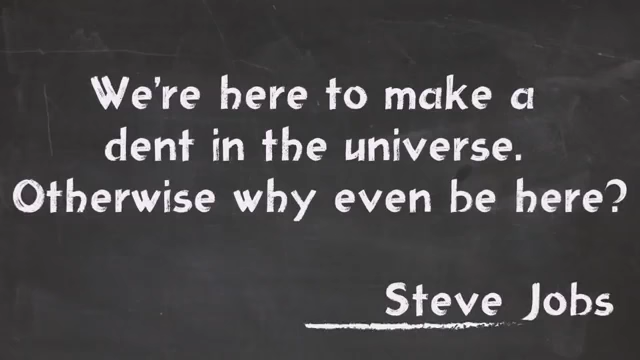 We're here to make a
dent in the universe.
Otherwise why even be here?
Steve Jobs